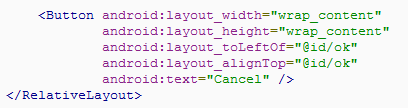 <Button android:layout_width="wrap_content"
android:layout_height="wrap_content"
android:layout_toLeftOf="@id/ok"
android:layout_alignTop="@id/ok"
android:text="Cancel" />
</RelativeLayout>